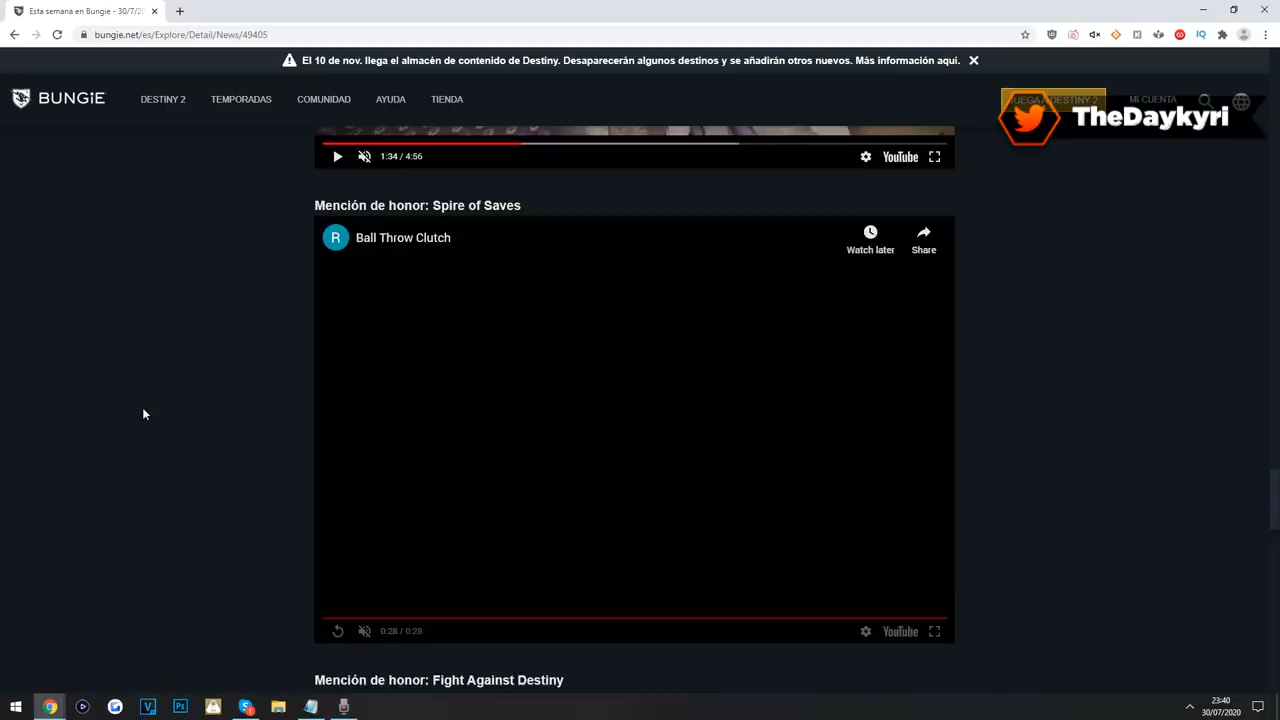 Esta semana en Bungie - 30/7/20
bungie.net/es/Explore/Detail/News/49405
El 10 de nov. llega el almacén de contenido de Destiny. Desaparecerán algunos destinos y se añadirán otros nuevos. Más información aquí.
BUNGiE
DESTINY 2
TEMPORADAS
COMUNIDAD
AYUDA
TIENDA
JUEGA A DESTINY 2
MI CUENTA
TheDaykyri
1:34 / 4:56
YouTube
Mención de honor: Spire of Saves
R
Ball Throw Clutch
Watch later
Share
0:28 / 0:28
YouTube
Mención de honor: Fight Against Destiny
23:40
30/07/2020